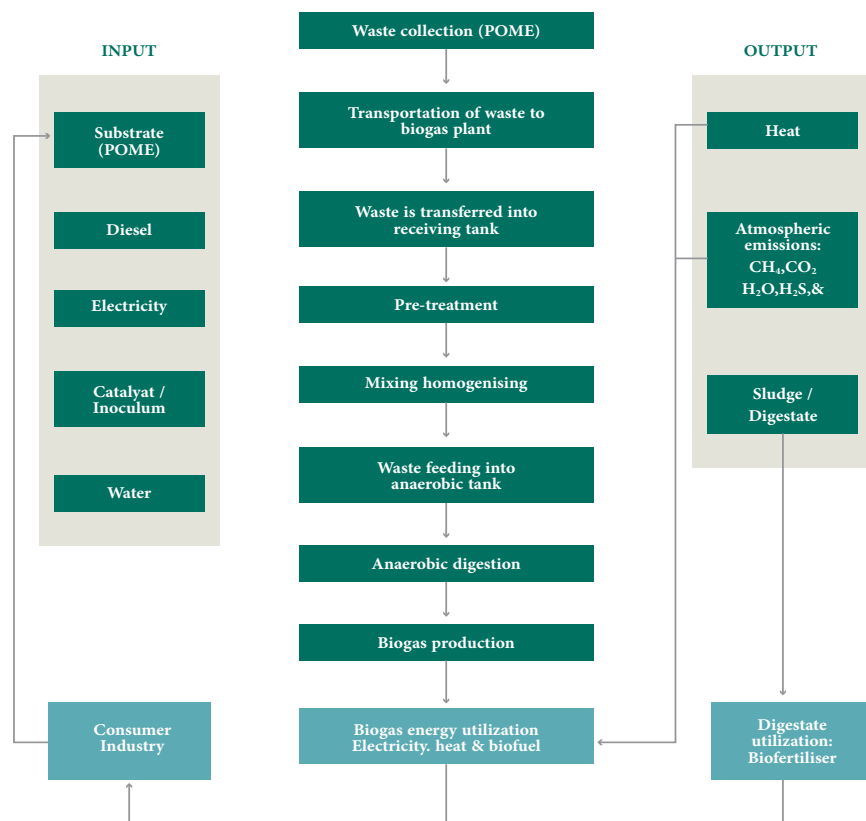 INPUT
Substrate
(POME)
Diesel
Electricity
Catalyat /
Inoculum
Water
Consumer
Industry
Waste collection (POME)
Transportation of waste to
biogas plant
Waste is transferred into
receiving tank
Pre-treatment
Mixing homogenising
Waste feeding into
anaerobic tank
Anaerobic digestion
Biogas production
Biogas energy utilization
Electricity. heat & biofuel
OUTPUT
Heat
Atmospheric
emissions:
CH₄,CO₂
H₂O,H₂S,&
Sludge /
Digestate
Digestate
utilization:
Biofertiliser